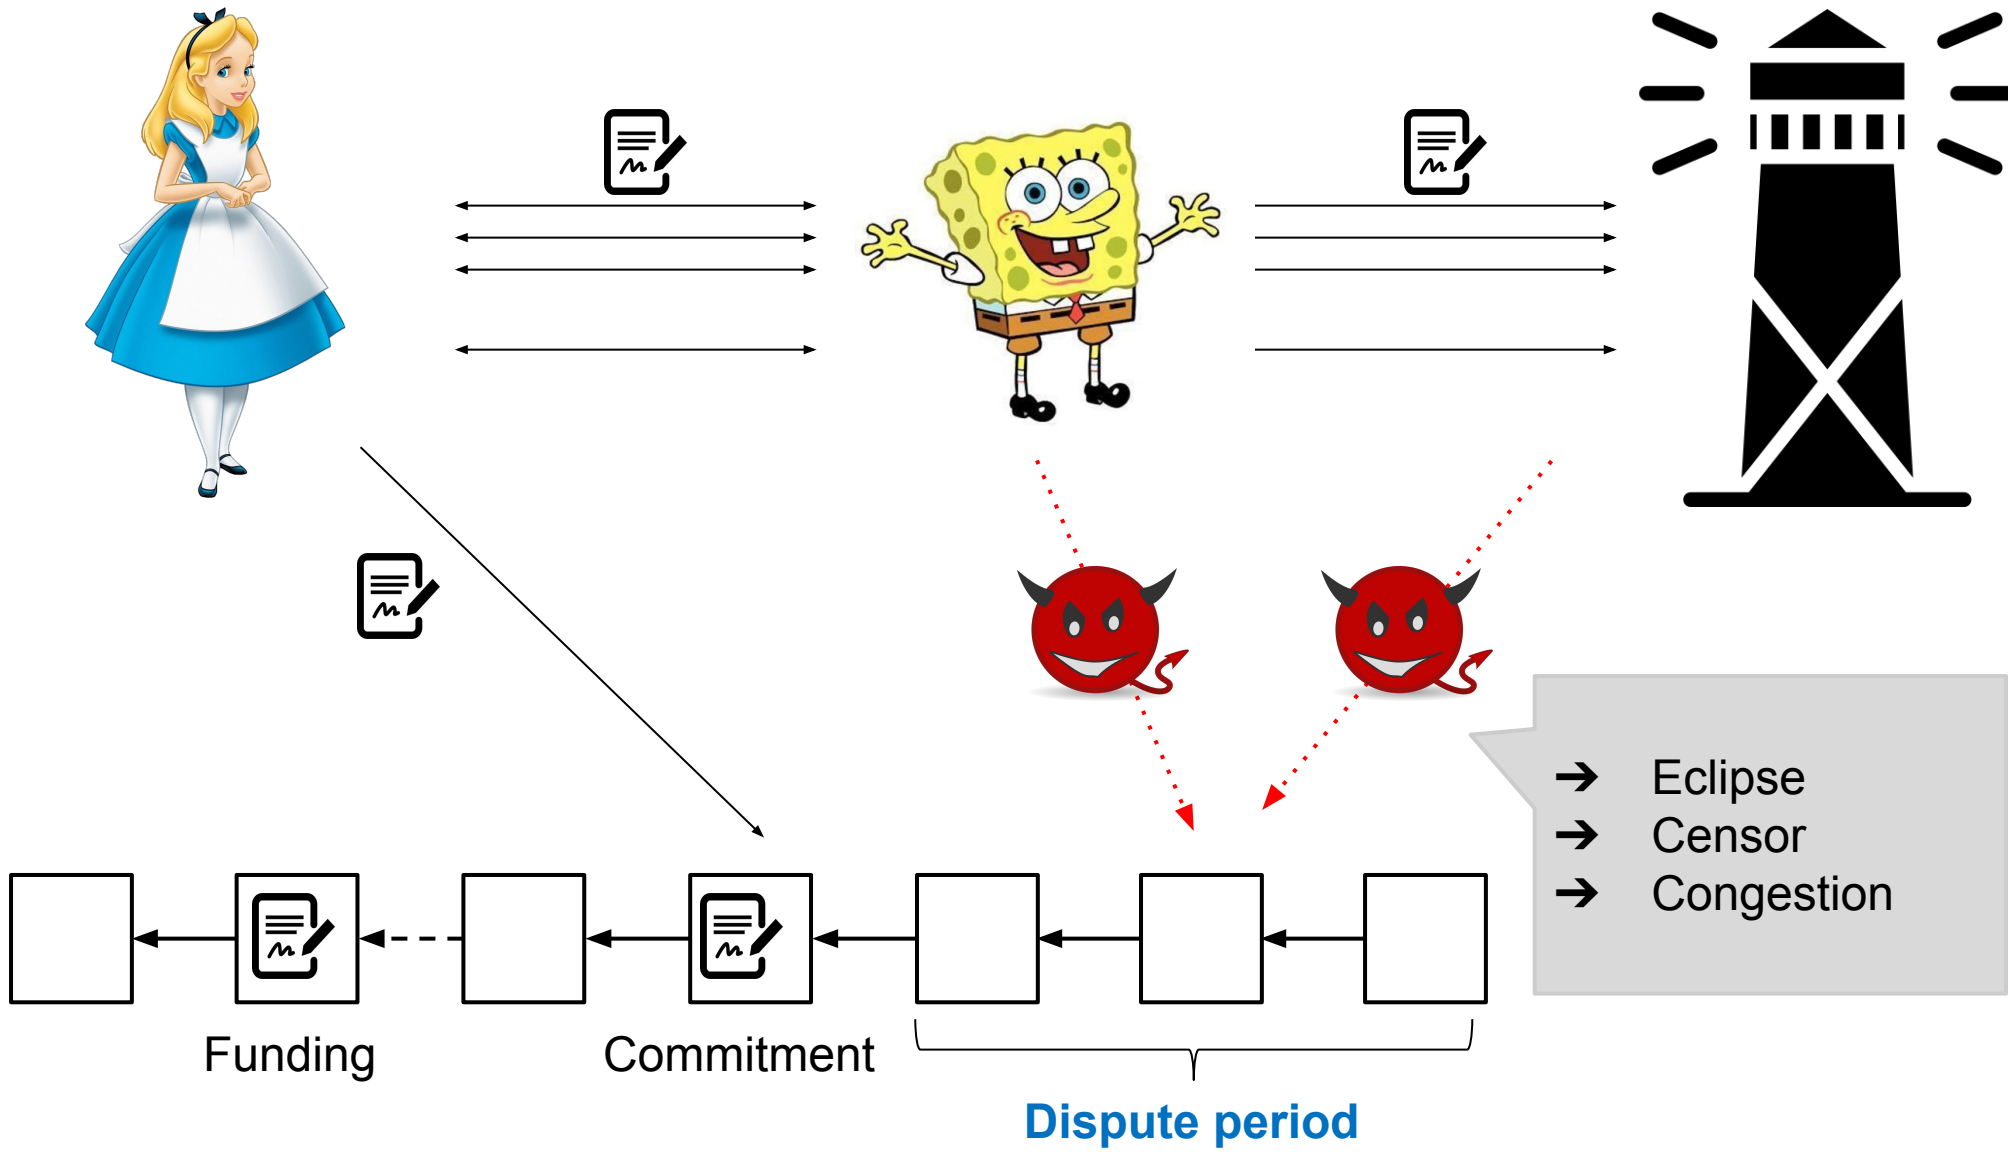 ➔ Eclipse
➔ Censor
➔ Congestion
Funding
Commitment
Dispute period